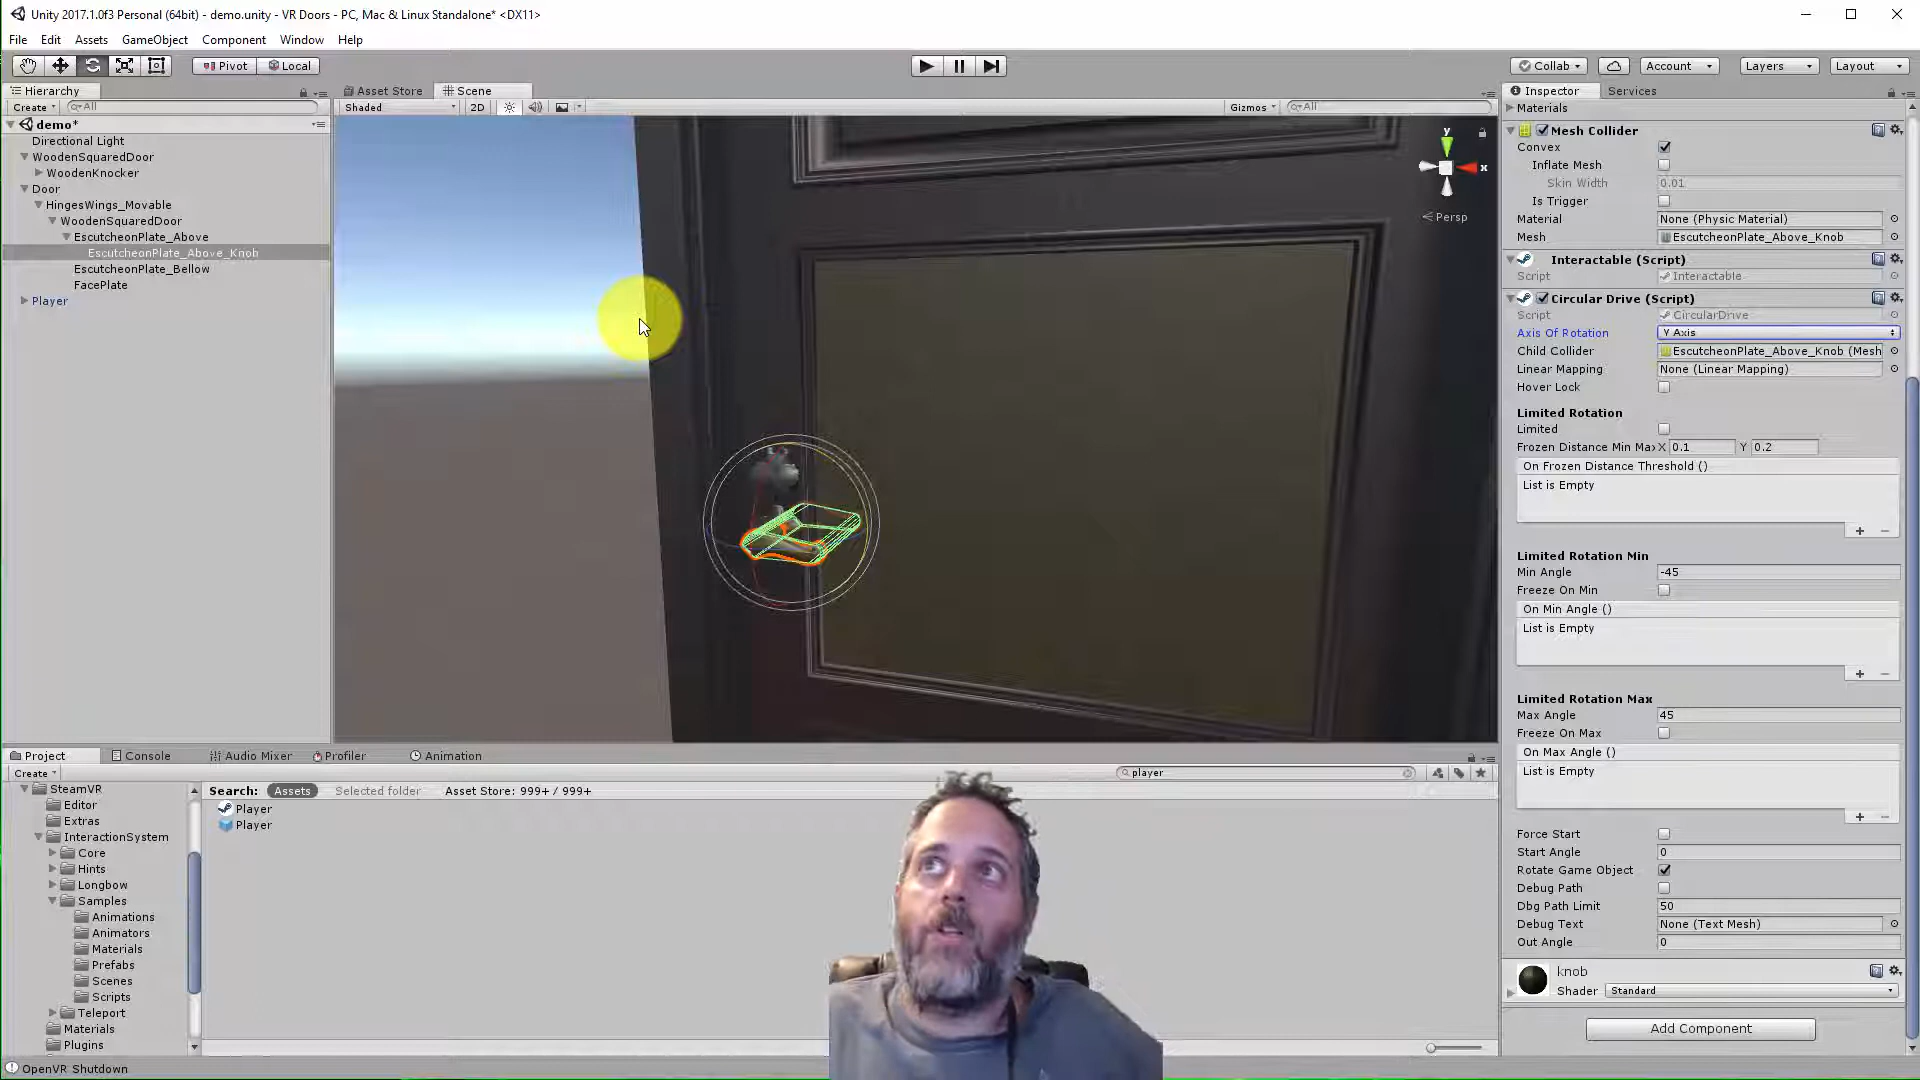 Unity 2017.1.0f3 Personal (64bit) - demo.unity - VR Doors - PC, Mac & Linux Standalone* <DX11>
File Edit Assets GameObject Component Window Help
Pivot Local
Collab Account Layers Layout
Hierarchy
Create All
demo*
Directional Light
WoodenSquaredDoor
WoodenKnocker
Door
HingesWings_Movable
WoodenSquaredDoor
EscutcheonPlate_Above
EscutcheonPlate_Above_Knob
EscutcheonPlate_Bellow
FacePlate
Player
Asset Store Scene
Shaded 2D Gizmos All
y
x
Persp
Inspector Services
Materials
Mesh Collider
Convex
Inflate Mesh
Skin Width 0.01
Is Trigger
Material None (Physic Material)
Mesh EscutcheonPlate_Above_Knob
Interactable (Script)
Script Interactable
Circular Drive (Script)
Script CircularDrive
Axis Of Rotation Y Axis
Child Collider EscutcheonPlate_Above_Knob (Mesh
Linear Mapping None (Linear Mapping)
Hover Lock
Limited Rotation
Limited
Frozen Distance Min Max X 0.1 Y 0.2
On Frozen Distance Threshold ()
List is Empty
Limited Rotation Min
Min Angle -45
Freeze On Min
On Min Angle ()
List is Empty
Limited Rotation Max
Max Angle 45
Freeze On Max
On Max Angle ()
List is Empty
Force Start
Start Angle 0
Rotate Game Object
Debug Path
Dbg Path Limit 50
Debug Text None (Text Mesh)
Out Angle 0
knob
Shader Standard
Add Component
Project Console Audio Mixer Profiler Animation
Create player
SteamVR
Editor
Extras
InteractionSystem
Core
Hints
Longbow
Samples
Animations
Animators
Materials
Prefabs
Scenes
Scripts
Teleport
Materials
Plugins
Search: Assets Selected folder Asset Store: 999+ / 999+
Player
Player
OpenVR Shutdown